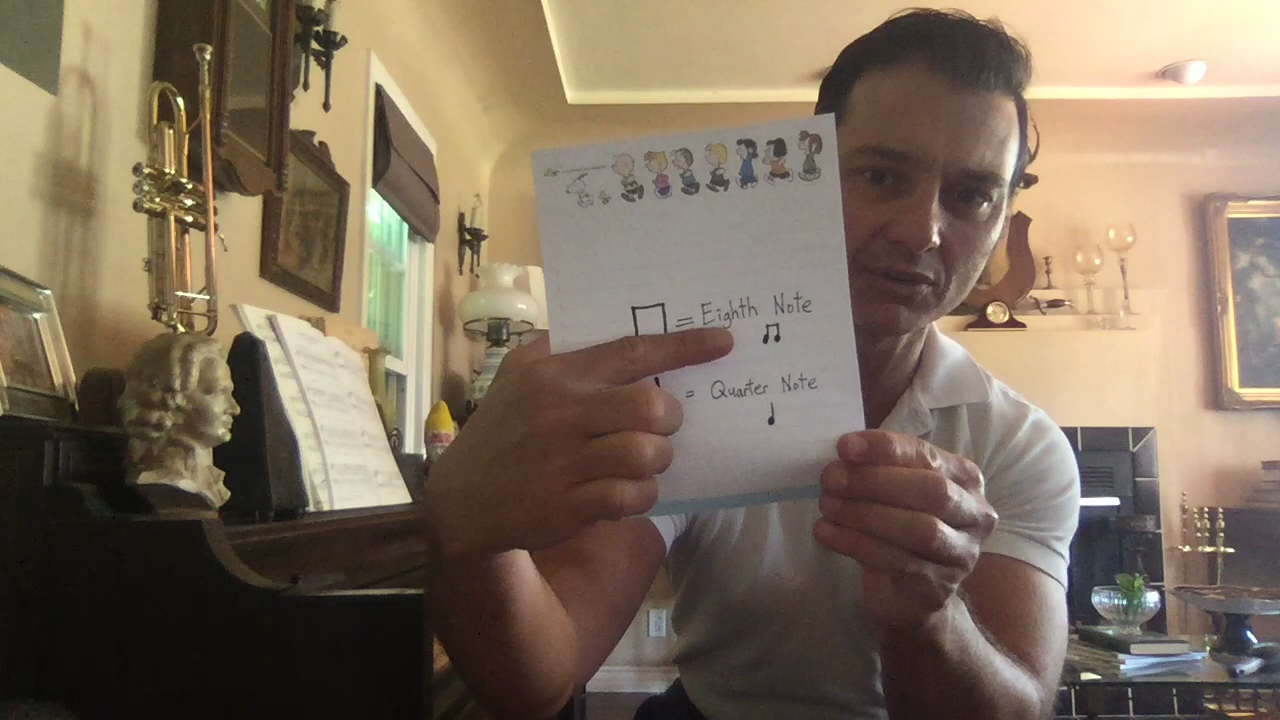 = Eighth Note
= Quarter Note